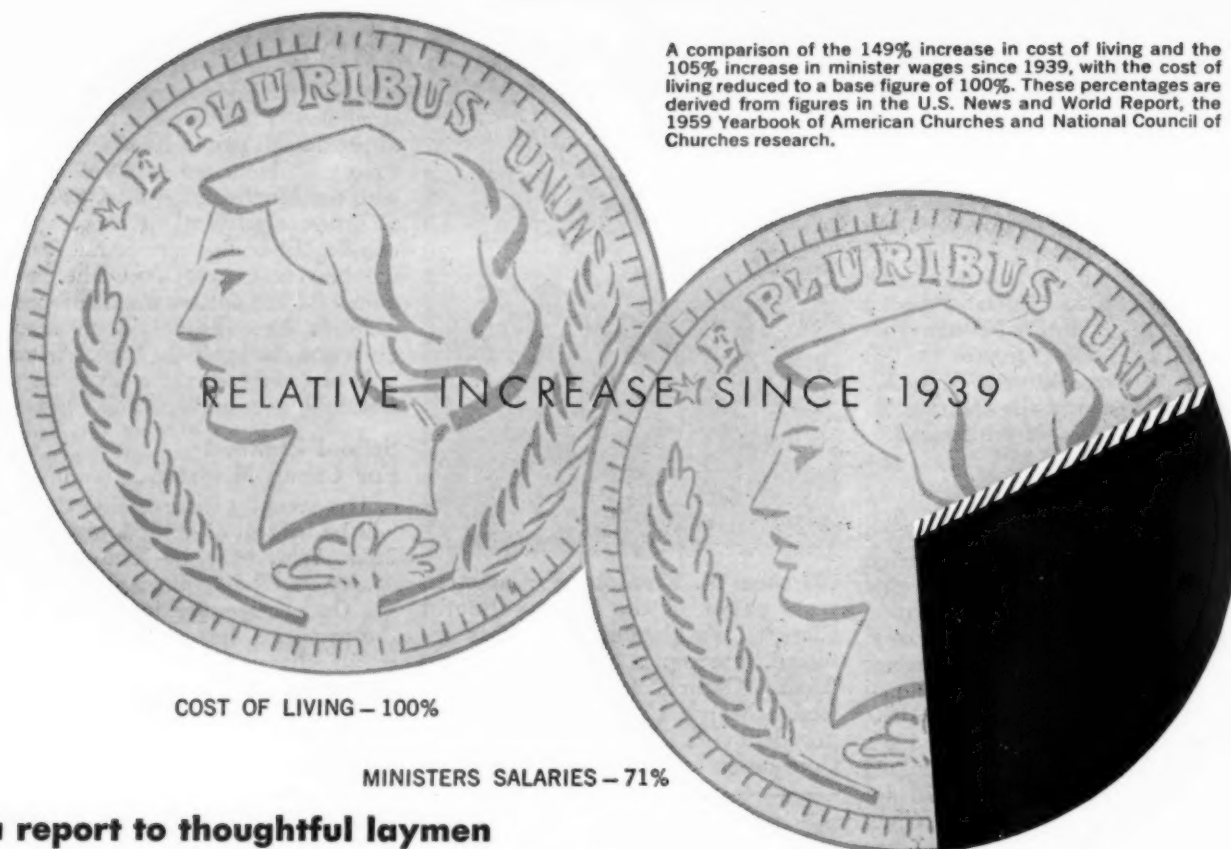 A comparison of the 149% increase in cost of living and the
105% increase in minister wages since 1939, with the cost of
living reduced to a base figure of 100%. These percentages are
derived from figures in the U.S. News and World Report, the
1959 Yearbook of American Churches and National Council of
Churches research.
E PLURIBUS UNUM
E PLURIBUS
RELATIVE INCREASE SINCE 1939
COST OF LIVING – 100%
MINISTERS SALARIES – 71%
a report to thoughtful laymen